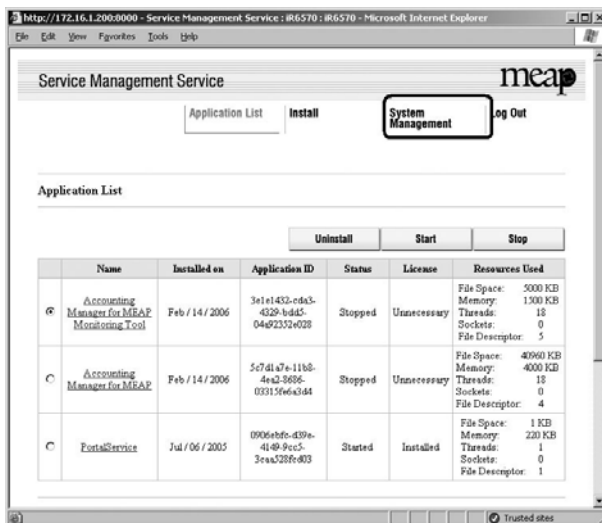 http://172.16.1.200:0000 - Service Management Service : iR6570 : iR6570 - Microsoft Internet Explorer
File Edit View Favorites Tools Help
Service Management Service
meap
Application List Install System Management Log Out
Application List
Uninstall Start Stop
Name Installed on Application ID Status License Resources Used
Accounting Manager for MEAP Monitoring Tool Feb / 14 / 2006 3e1e1432-cda3-4329-bdd5-04a92352e028 Stopped Unnecessary
File Space: 5000 KB
Memory: 1500 KB
Threads: 18
Sockets: 0
File Descriptor: 5
Accounting Manager for MEAP Feb / 14 / 2006 5c7d1a7e-11b8-4ea2-8686-03315fe6a3d4 Stopped Unnecessary
File Space: 40960 KB
Memory: 4000 KB
Threads: 18
Sockets: 0
File Descriptor: 4
PortalService Jul / 06 / 2005 0906ebfc-d39e-4149-9cc5-3caa528fcd03 Started Installed
File Space: 1 KB
Memory: 220 KB
Threads: 1
Sockets: 0
File Descriptor: 1
Trusted sites